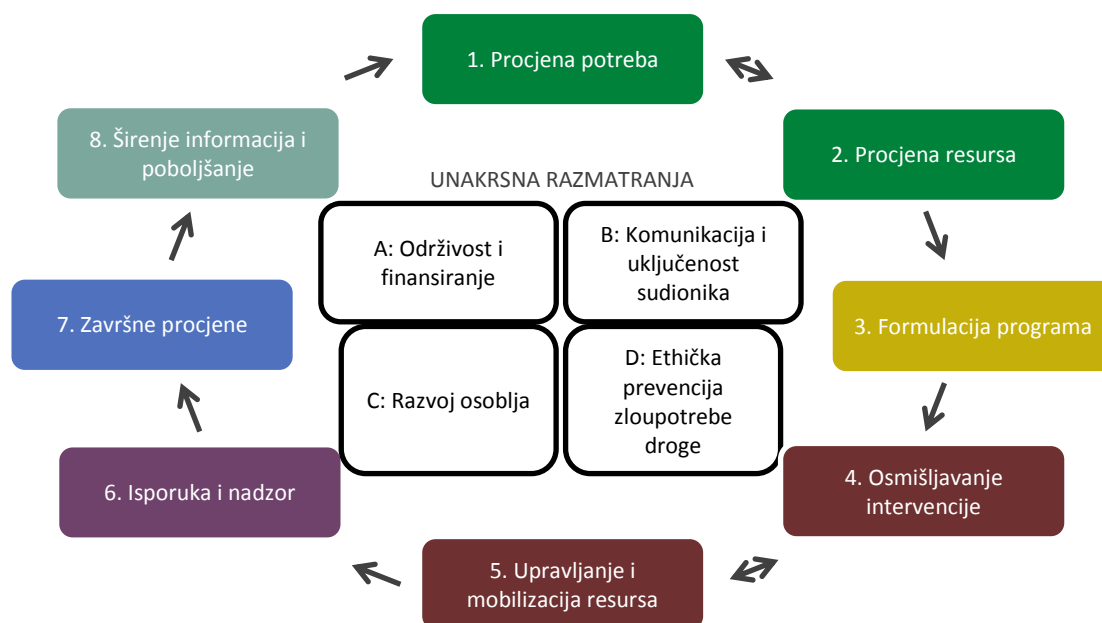 1. Procjena potreba
2. Procjena resursa
3. Formulacija programa
4. Osmišljavanje
intervencije
5. Upravljanje i
mobilizacija resursa
6. Isporuka i nadzor
7. Završne procjene
8. Širenje informacija i
poboljšanje
UNAKRSNA RAZMATRANJA
A: Održivost i
finansiranje
B: Komunikacija i
uključenost
sudionika
C: Razvoj osoblja
D: Ethička
prevencija
zloupotrebe
droge